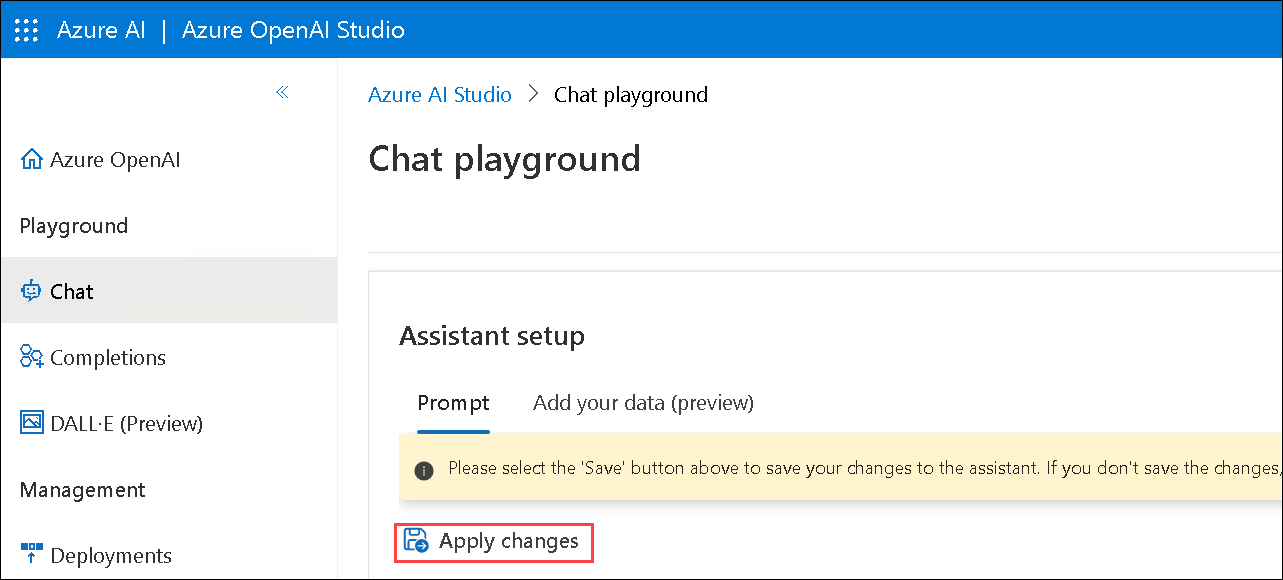 Azure AI | Azure OpenAI Studio
Azure AI Studio > Chat playground
Azure OpenAI
Playground
Chat
Completions
DALL·E (Preview)
Management
Deployments
Chat playground
Assistant setup
Prompt Add your data (preview)
Please select the 'Save' button above to save your changes to the assistant. If you don't save the changes,
Apply changes